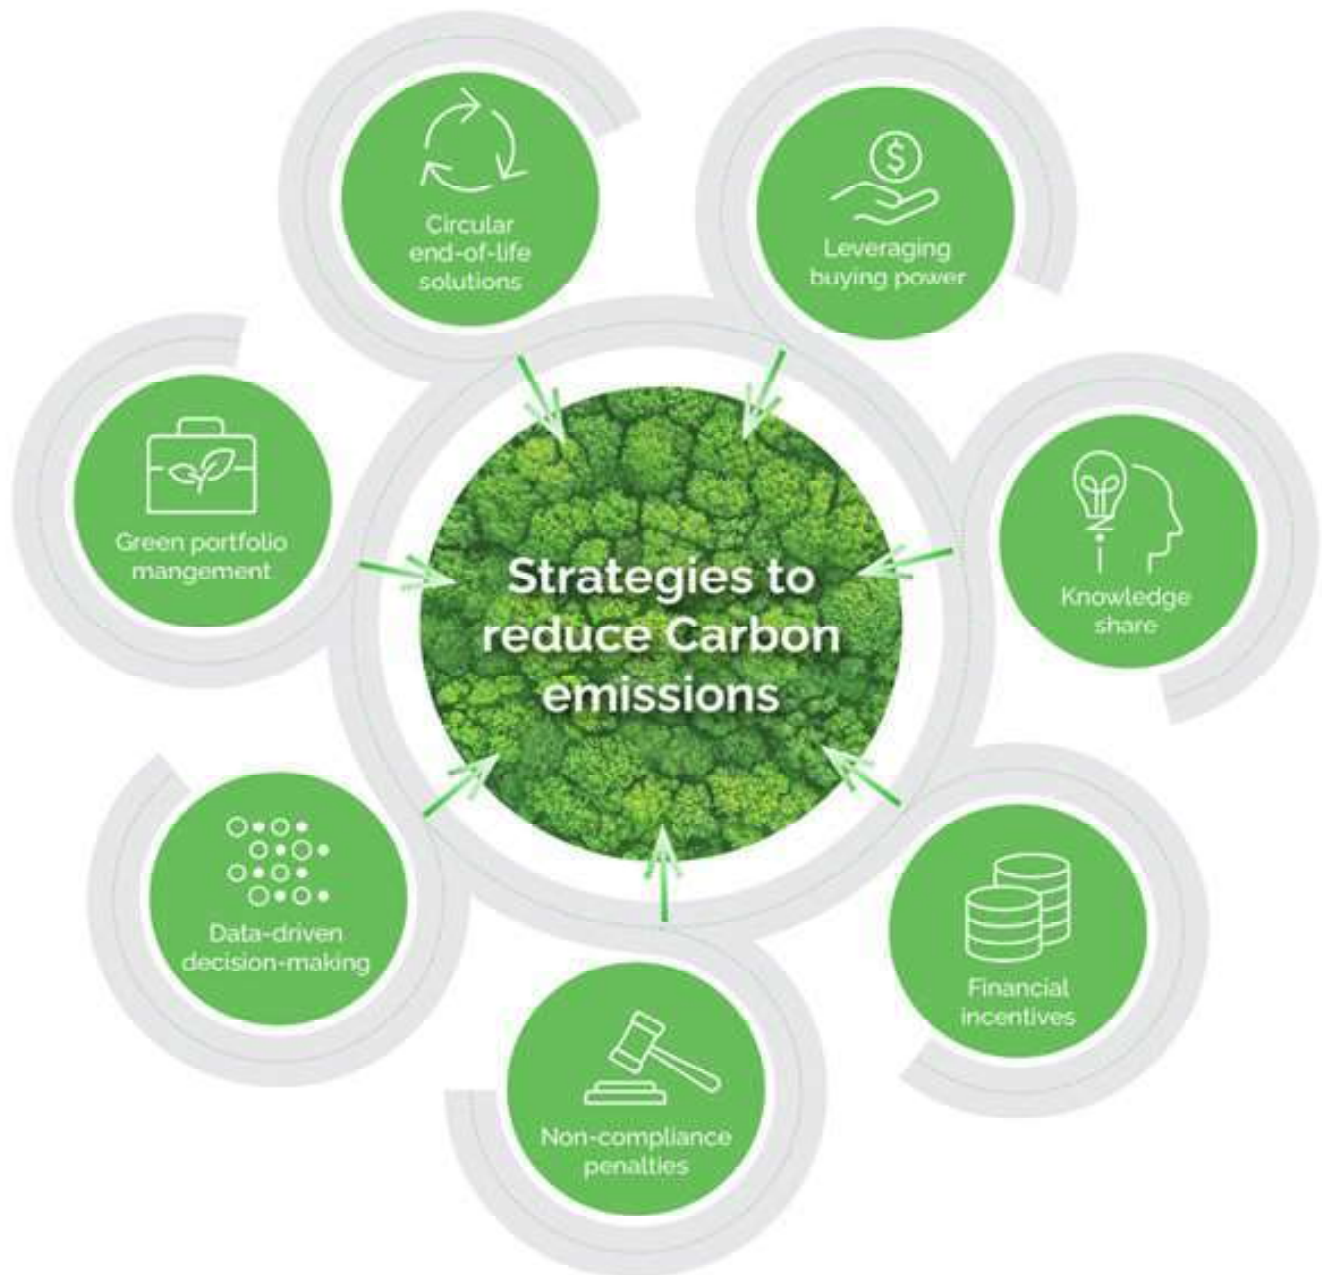 Circular
end-of-life
solutions
Leveraging
buying power
Green portfolio
mangement
Strategies to
reduce Carbon
emissions
Knowledge
share
Data-driven
decision-making
Financial
incentives
Non-compliance
penalties